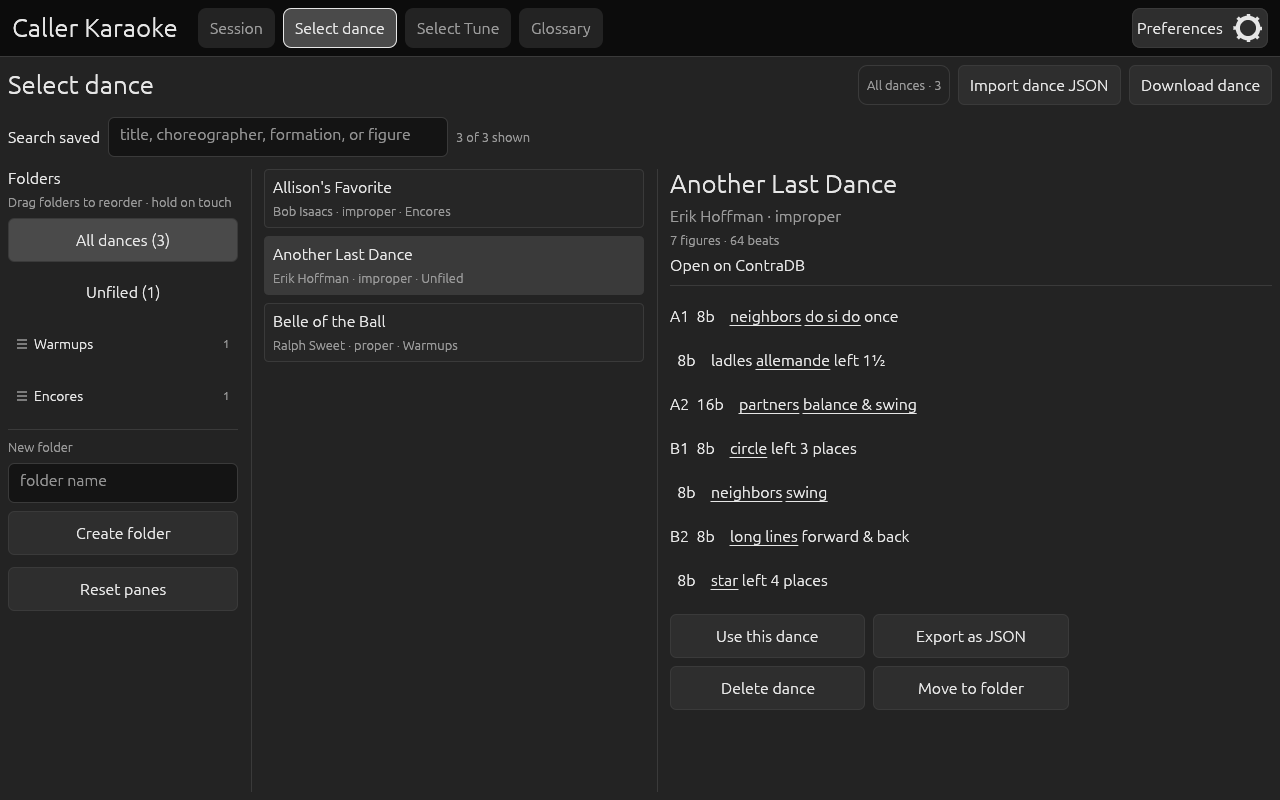 Caller Karaoke Session Select dance Select Tune Glossary Preferences
Select dance All dances · 3 Import dance JSON Download dance
Search saved title, choreographer, formation, or figure 3 of 3 shown
Folders
Drag folders to reorder · hold on touch
All dances (3)
Unfiled (1)
Warmups 1
Encores 1
New folder
folder name
Create folder
Reset panes
Allison's Favorite
Bob Isaacs · improper · Encores
Another Last Dance
Erik Hoffman · improper · Unfiled
Belle of the Ball
Ralph Sweet · proper · Warmups
Another Last Dance
Erik Hoffman · improper
7 figures · 64 beats
Open on ContraDB
A1 8b neighbors do si do once
8b ladles allemande left 1½
A2 16b partners balance & swing
B1 8b circle left 3 places
8b neighbors swing
B2 8b long lines forward & back
8b star left 4 places
Use this dance Export as JSON
Delete dance Move to folder